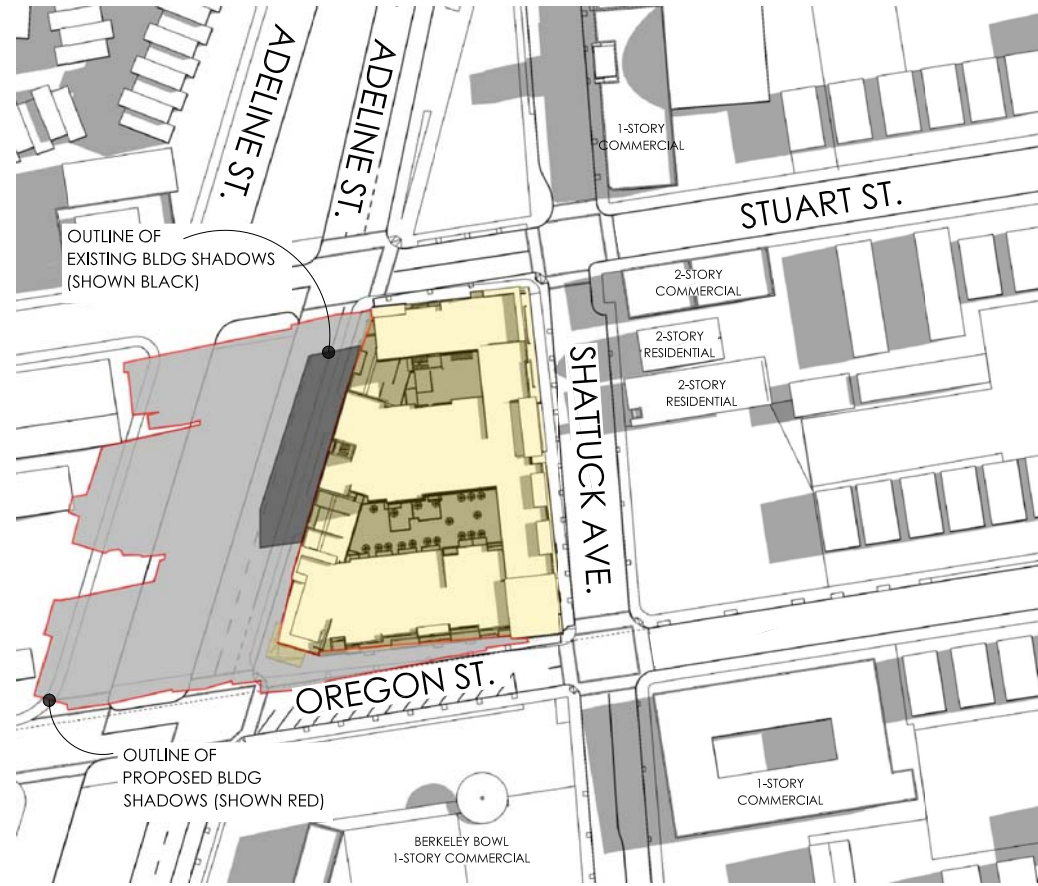 ADELINE ST.
ADELINE ST.
1-STORY
COMMERCIAL
STUART ST.
OUTLINE OF
EXISTING BLDG SHADOWS
(SHOWN BLACK)
2-STORY
COMMERCIAL
2-STORY
RESIDENTIAL
2-STORY
RESIDENTIAL
SHATTUCK AVE.
OREGON ST.
OUTLINE OF
PROPOSED BLDG
SHADOWS (SHOWN RED)
1-STORY
COMMERCIAL
BERKELEY BOWL
1-STORY COMMERCIAL